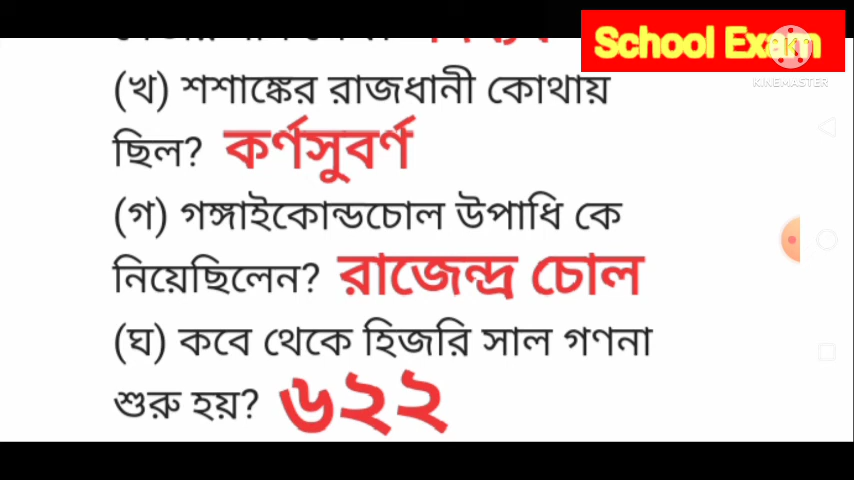 School Exam
KINEMASTER
(খ) শশাঙ্কের রাজধানী কোথায়
ছিল? কর্ণসুবর্ণ
(গ) গঙ্গাইকোন্ডচোল উপাধি কে
নিয়েছিলেন? রাজেন্দ্র চোল
(ঘ) কবে থেকে হিজরি সাল গণনা
শুরু হয়? ৬২২